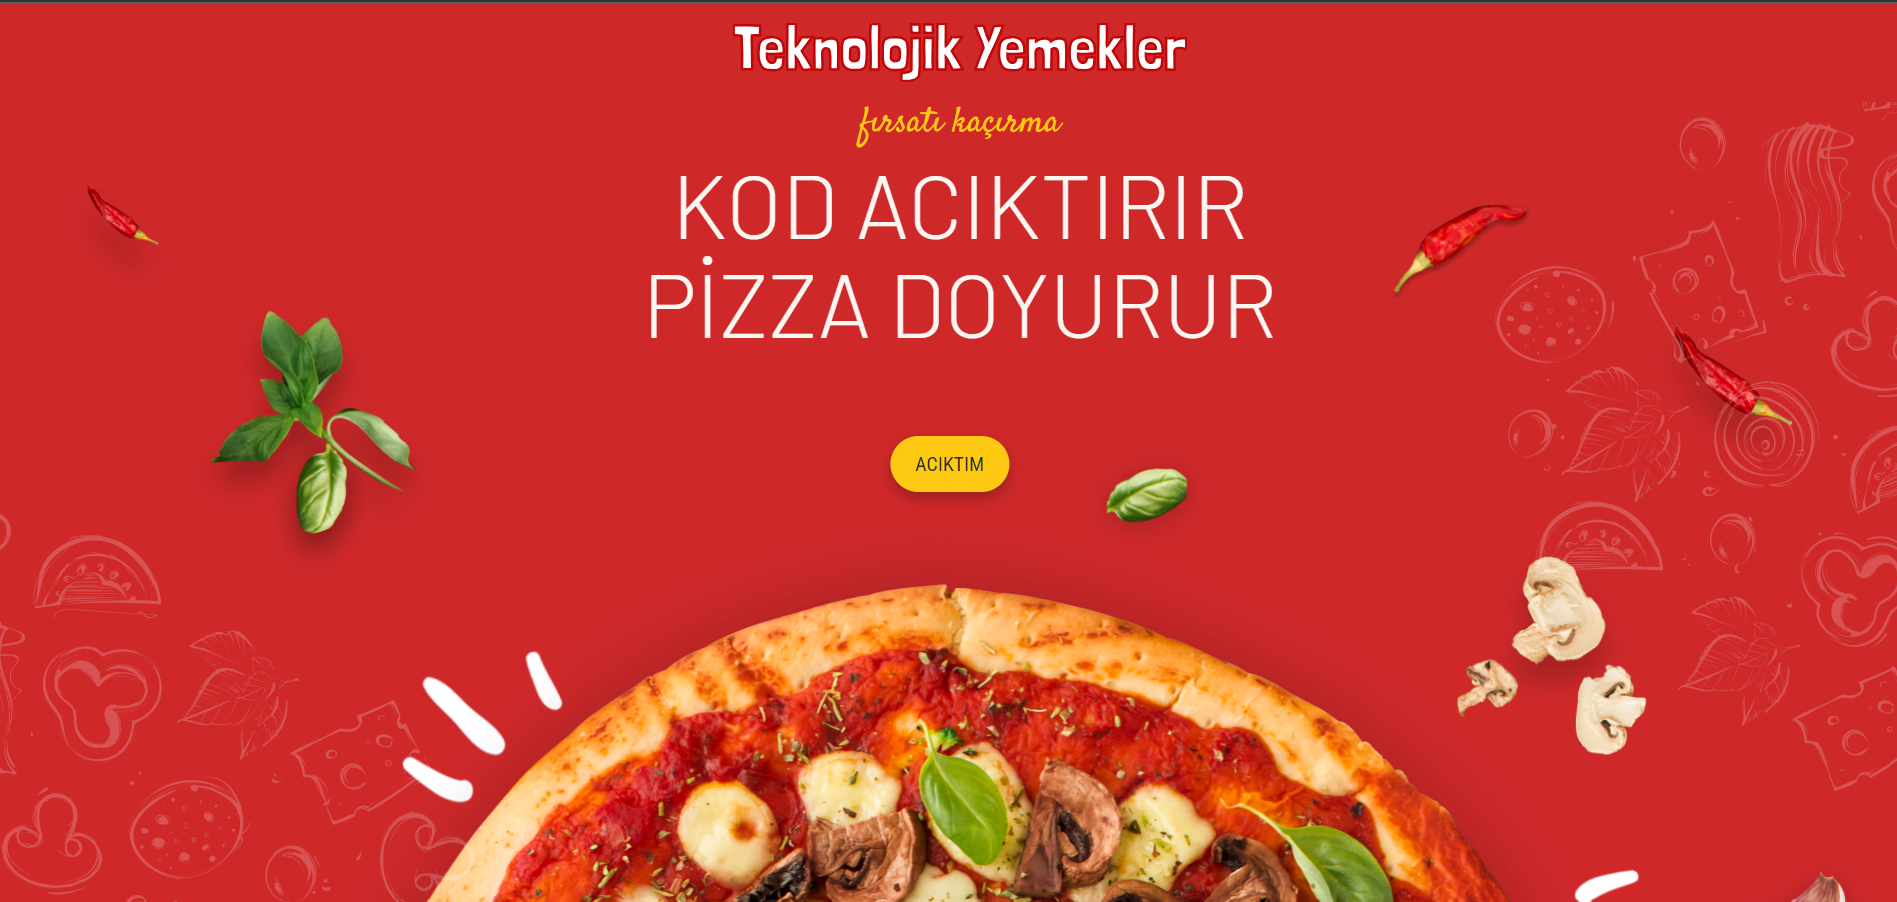 Teknolojik Yemekler
fırsatı kaçırma
KOD ACIKTIRIR
PİZZA DOYURUR
ACIKTIM